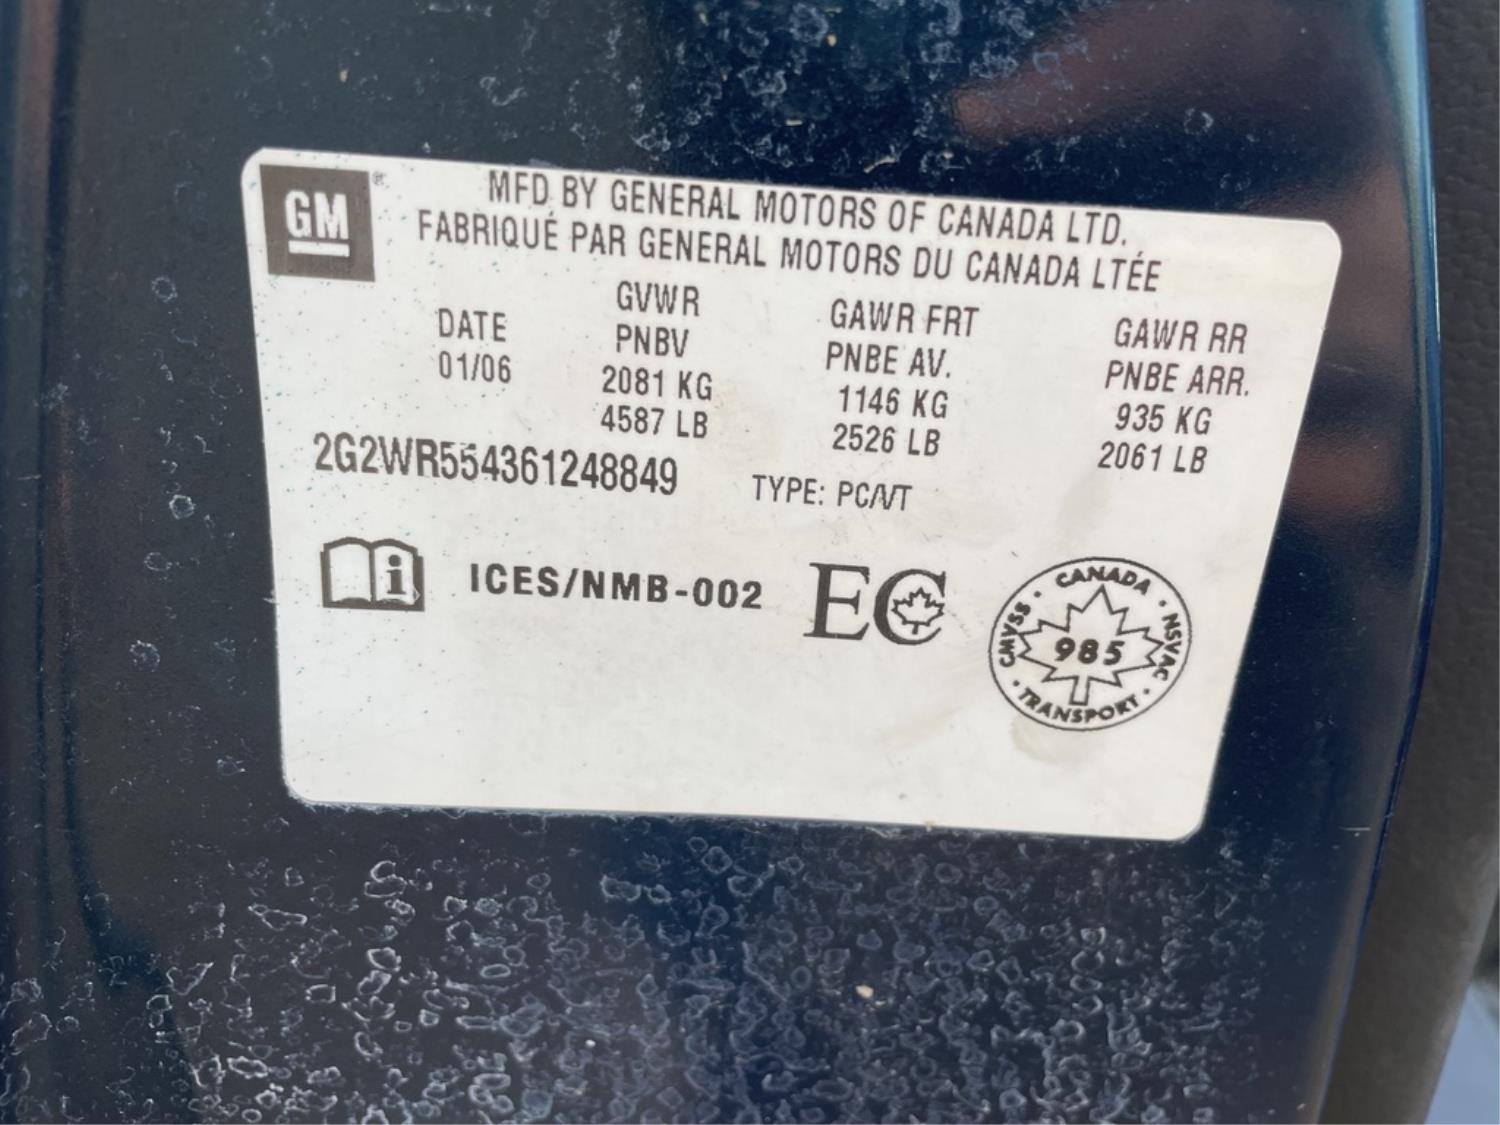 GM®
MFD BY GENERAL MOTORS OF CANADA LTD.
FABRIQUÉ PAR GENERAL MOTORS DU CANADA LTÉE
DATE
01/06
GVWR
PNBV
2081 KG
4587 LB
GAWR FRT
PNBE AV.
1146 KG
2526 LB
GAWR RR
PNBE ARR.
935 KG
2061 LB
2G2WR554361248849
TYPE: PC/VT
i
ICES/NMB-002
EC
CANADA · NSVAC · TRANSPORT · CMVSS ·
985